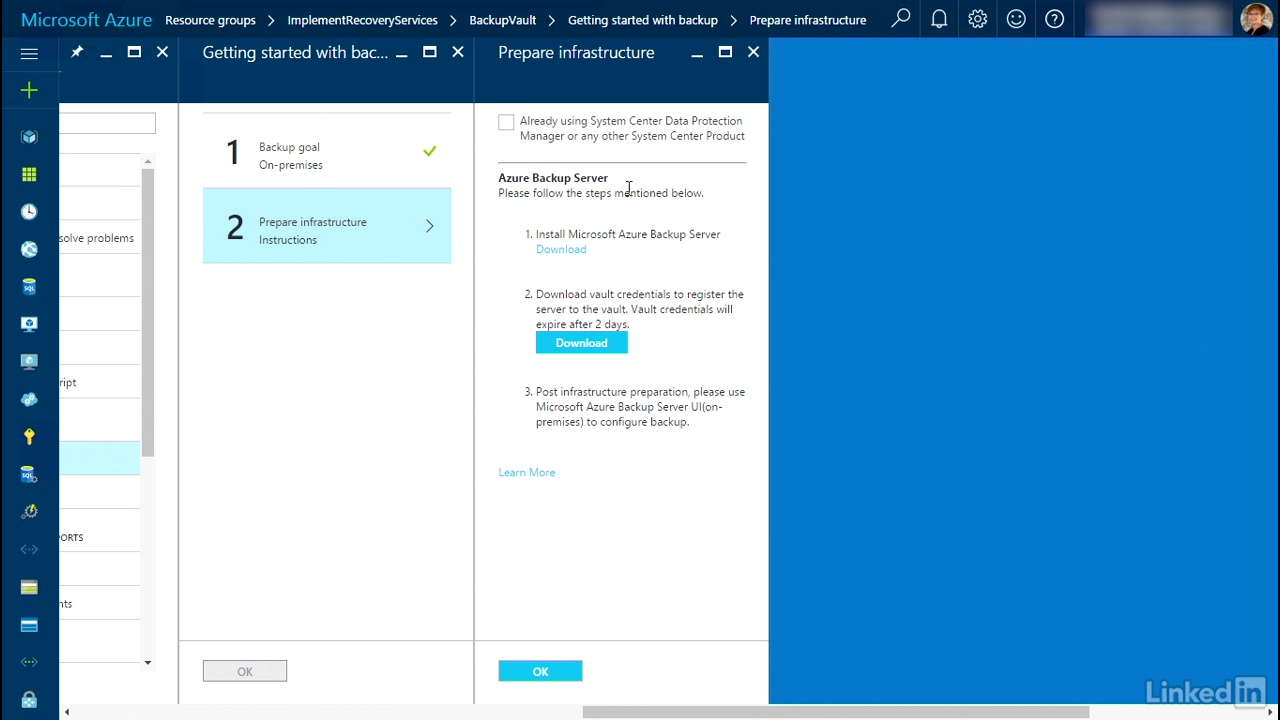 Microsoft Azure Resource groups > ImplementRecoveryServices > BackupVault > Getting started with backup > Prepare infrastructure
Getting started with bac...
Prepare infrastructure
solve problems
ript
PORTS
nts
1 Backup goal
On-premises
2 Prepare infrastructure
Instructions
OK
Already using System Center Data Protection
Manager or any other System Center Product
Azure Backup Server
Please follow the steps mentioned below.
1. Install Microsoft Azure Backup Server
Download
2. Download vault credentials to register the
server to the vault. Vault credentials will
expire after 2 days.
Download
3. Post infrastructure preparation, please use
Microsoft Azure Backup Server UI(on-
premises) to configure backup.
Learn More
OK
SQL
SQL
LinkedIn